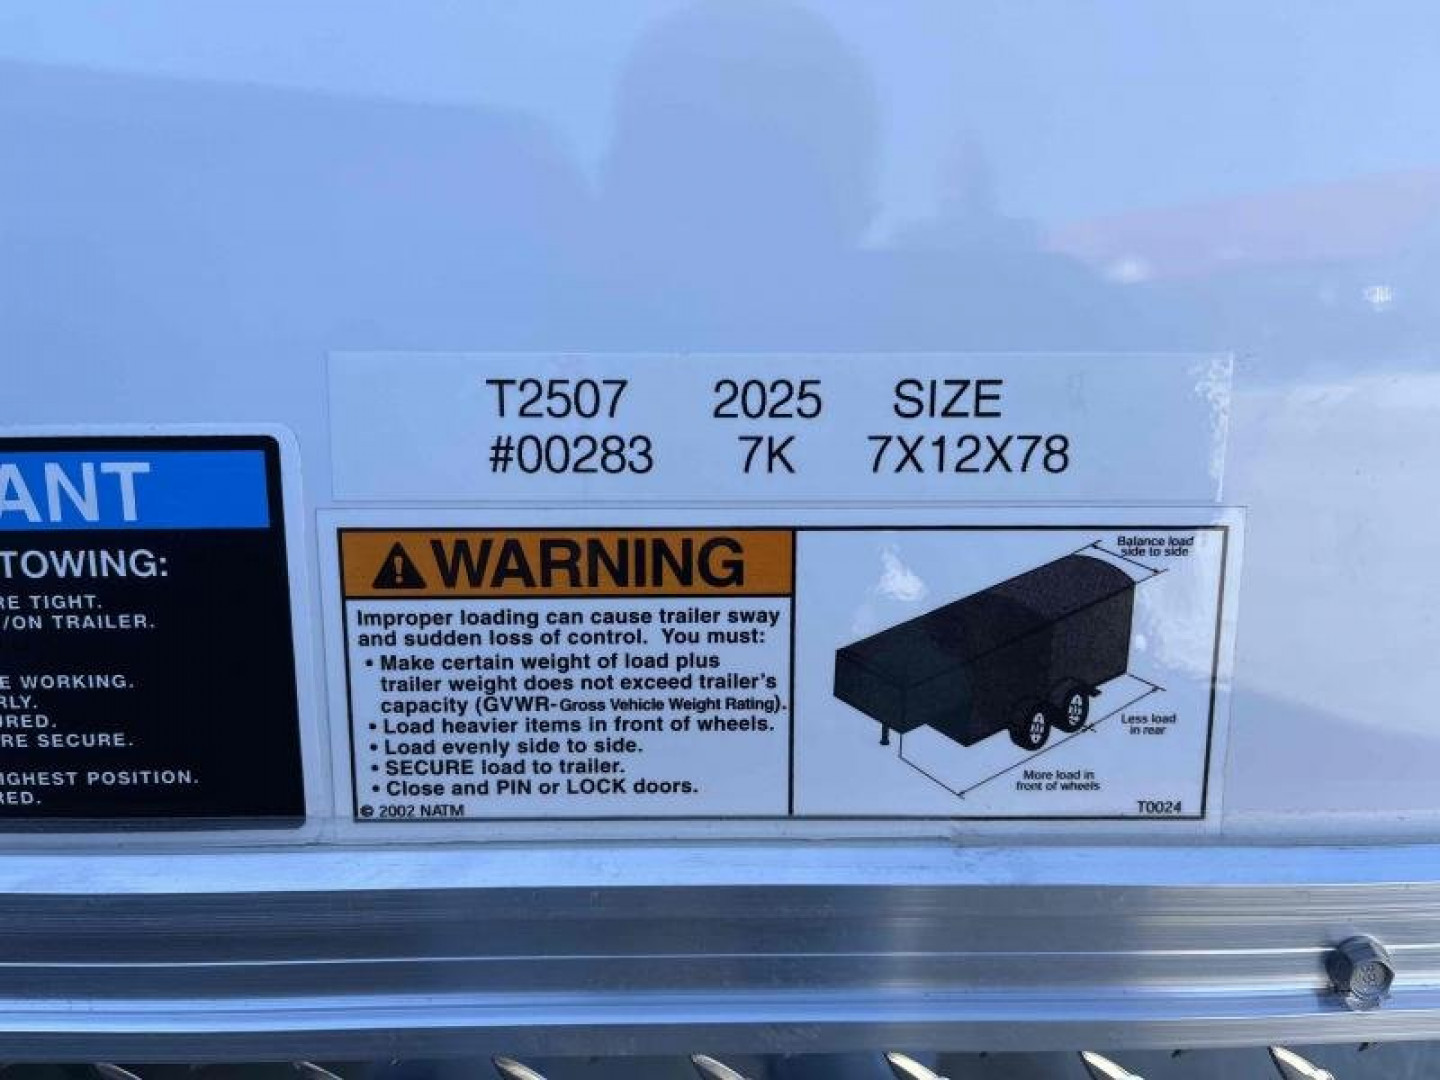 T2507 2025 SIZE
#00283 7K 7X12X78
ANT
TOWING:
RE TIGHT.
/ON TRAILER.
E WORKING.
RLY.
URED.
RE SECURE.
IGHEST POSITION.
RED.
WARNING
Improper loading can cause trailer sway
and sudden loss of control. You must:
• Make certain weight of load plus
trailer weight does not exceed trailer's
capacity (GVWR-Gross Vehicle Weight Rating).
• Load heavier items in front of wheels.
• Load evenly side to side.
• SECURE load to trailer.
• Close and PIN or LOCK doors.
© 2002 NATM
Balance load
side to side
Less load
in rear
More load in
front of wheels
T0024